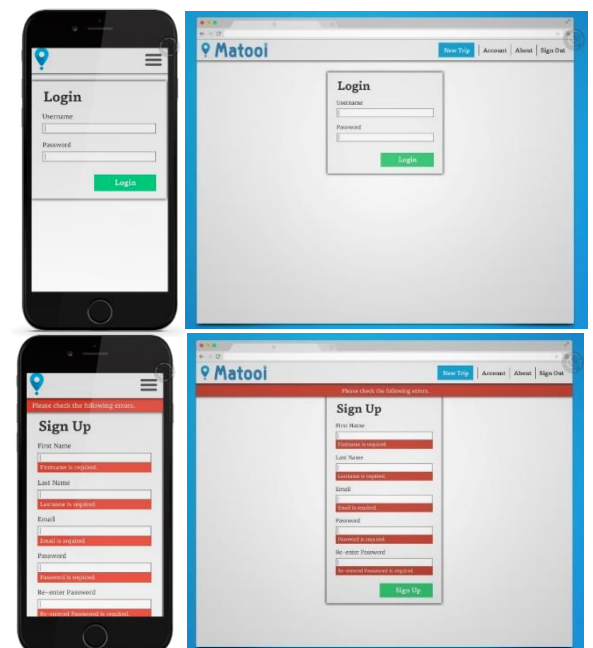 Login
Username
Password
Login
Matooi
New Trip
Account
About
Sign Out
Login
Username
Password
Login
Please check the following errors.
Sign Up
First Name
Firstname is required.
Last Name
Lastname is required.
Email
Email is required.
Password
Password is required.
Re-enter Password
Re-entered Password is required.
Matooi
New Trip
Account
About
Sign Out
Please check the following errors.
Sign Up
First Name
Firstname is required.
Last Name
Lastname is required.
Email
Email is required.
Password
Password is required.
Re-enter Password
Re-entered Password is required.
Sign Up